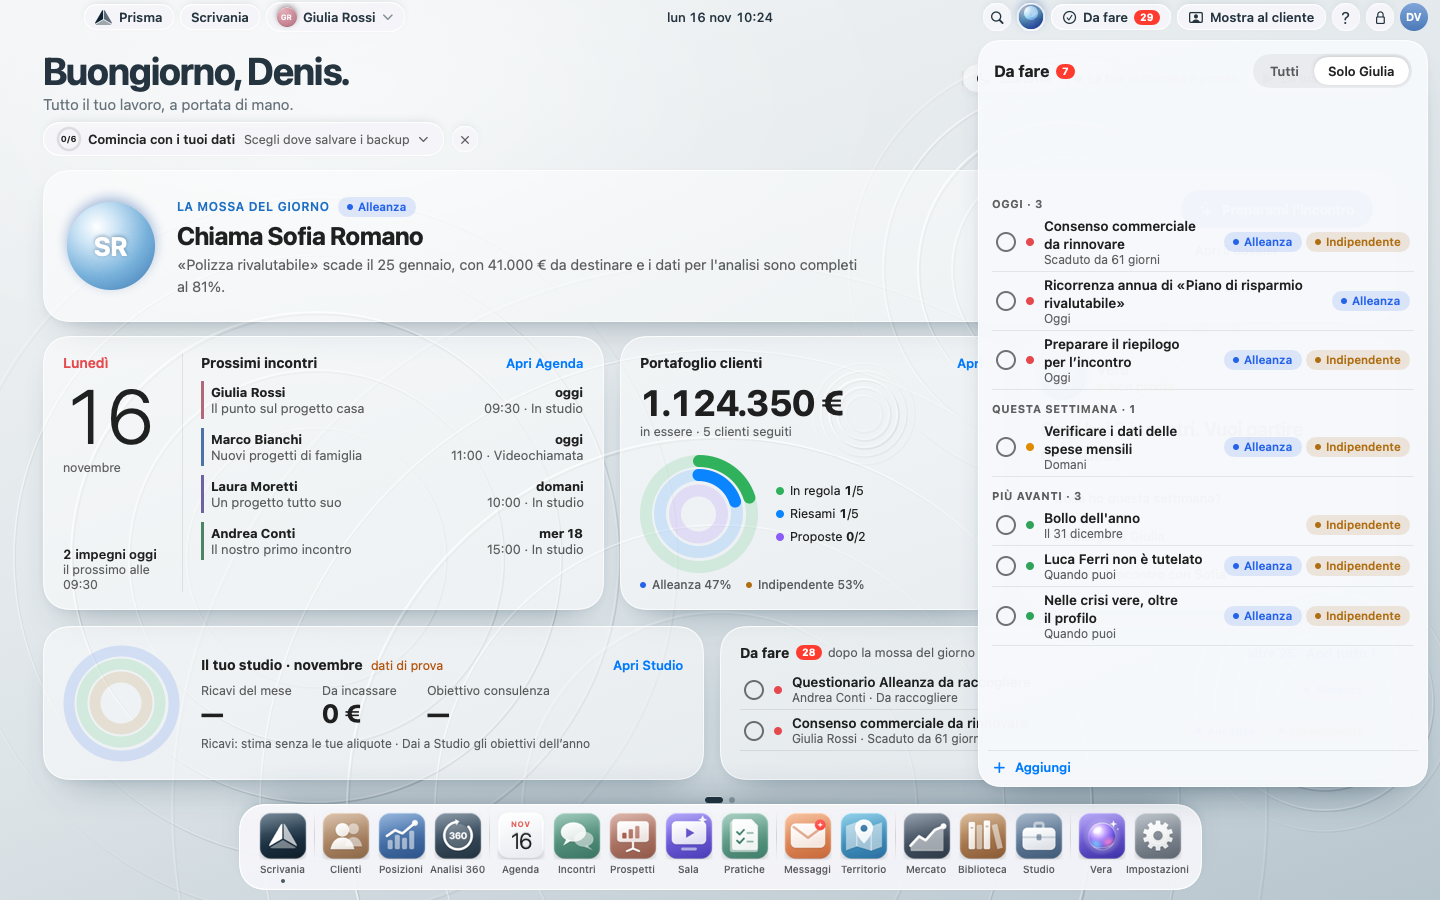 Prisma
Scrivania
GR Giulia Rossi
lun 16 nov 10:24
Da fare 29
Mostra al cliente
?
DV
Buongiorno, Denis.
Tutto il tuo lavoro, a portata di mano.
0/6 Comincia con i tuoi dati Scegli dove salvare i backup
SR
LA MOSSA DEL GIORNO Alleanza
Chiama Sofia Romano
«Polizza rivalutabile» scade il 25 gennaio, con 41.000 € da destinare e i dati per l'analisi sono completi
al 81%.
Lunedì
16
novembre
2 impegni oggi
il prossimo alle
09:30
Prossimi incontri Apri Agenda
Giulia Rossi oggi
Il punto sul progetto casa 09:30 · In studio
Marco Bianchi oggi
Nuovi progetti di famiglia 11:00 · Videochiamata
Laura Moretti domani
Un progetto tutto suo 10:00 · In studio
Andrea Conti mer 18
Il nostro primo incontro 15:00 · In studio
Portafoglio clienti
1.124.350 €
in essere · 5 clienti seguiti
In regola 1/5
Riesami 1/5
Proposte 0/2
Alleanza 47% Indipendente 53%
Il tuo studio · novembre dati di prova Apri Studio
Ricavi del mese Da incassare Obiettivo consulenza
— 0 € —
Ricavi: stima senza le tue aliquote · Dai a Studio gli obiettivi dell'anno
Da fare 28 dopo la mossa del giorno
Questionario Alleanza da raccogliere
Andrea Conti · Da raccogliere
Consenso commerciale da rinnovare
Giulia Rossi · Scaduto da 61 giorni
Da fare 7
Tutti Solo Giulia
OGGI · 3
Consenso commerciale
da rinnovare
Scaduto da 61 giorni
Alleanza Indipendente
Ricorrenza annua di «Piano di risparmio
rivalutabile»
Oggi
Alleanza
Preparare il riepilogo
per l'incontro
Oggi
Alleanza Indipendente
QUESTA SETTIMANA · 1
Verificare i dati delle
spese mensili
Domani
Alleanza Indipendente
PIÙ AVANTI · 3
Bollo dell'anno
Il 31 dicembre
Indipendente
Luca Ferri non è tutelato
Quando puoi
Alleanza Indipendente
Nelle crisi vere, oltre
il profilo
Quando puoi
Alleanza Indipendente
+ Aggiungi
360
NOV
16
Scrivania Clienti Posizioni Analisi 360 Agenda Incontri Prospetti Sala Pratiche Messaggi Territorio Mercato Biblioteca Studio Vera Impostazioni